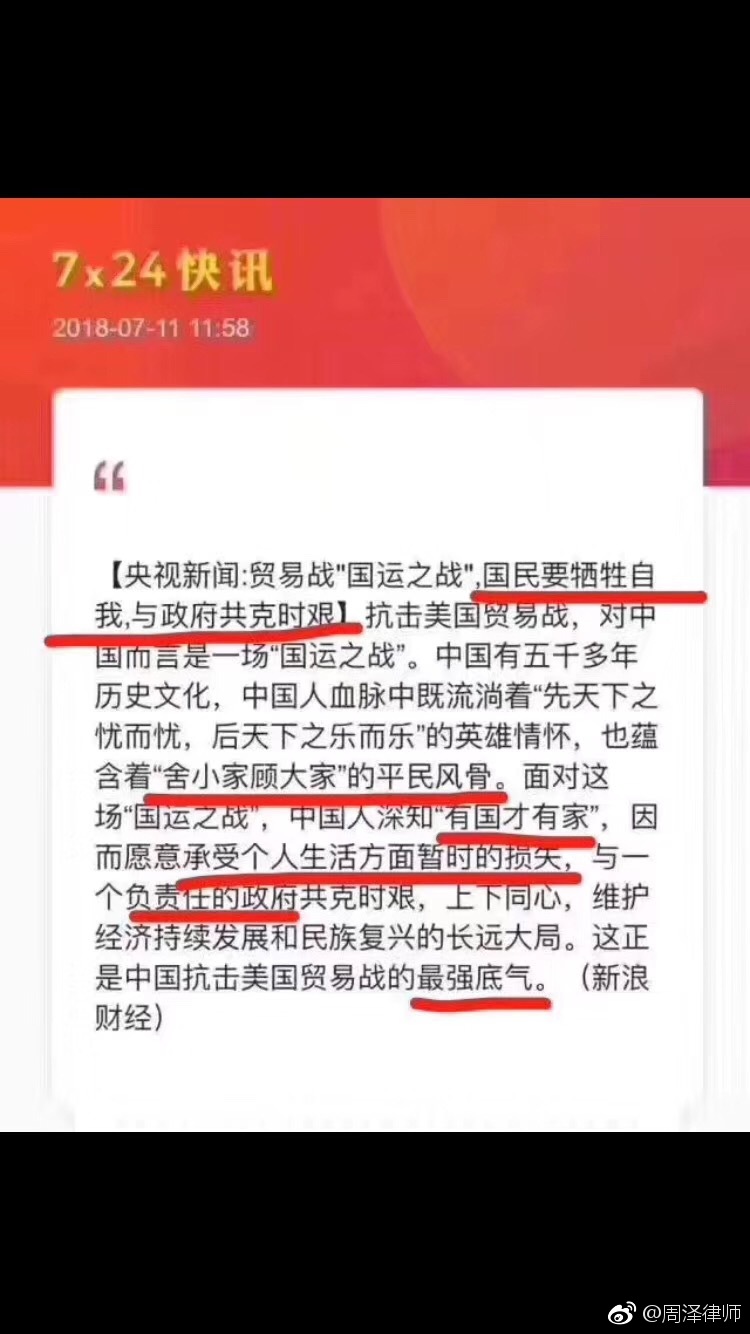 7x24 快讯
2018-07-11 11:58
“
【央视新闻:贸易战"国运之战",国民要牺牲自
我,与政府共克时艰】抗击美国贸易战，对中
国而言是一场“国运之战”。中国有五千多年
历史文化，中国人血脉中既流淌着“先天下之
忧而忧，后天下之乐而乐”的英雄情怀，也蕴
含着“舍小家顾大家”的平民风骨。面对这
场“国运之战”，中国人深知“有国才有家”，因
而愿意承受个人生活方面暂时的损失，与一
个负责任的政府共克时艰，上下同心，维护
经济持续发展和民族复兴的长远大局。这正
是中国抗击美国贸易战的最强底气。（新浪
财经）
@周泽律师